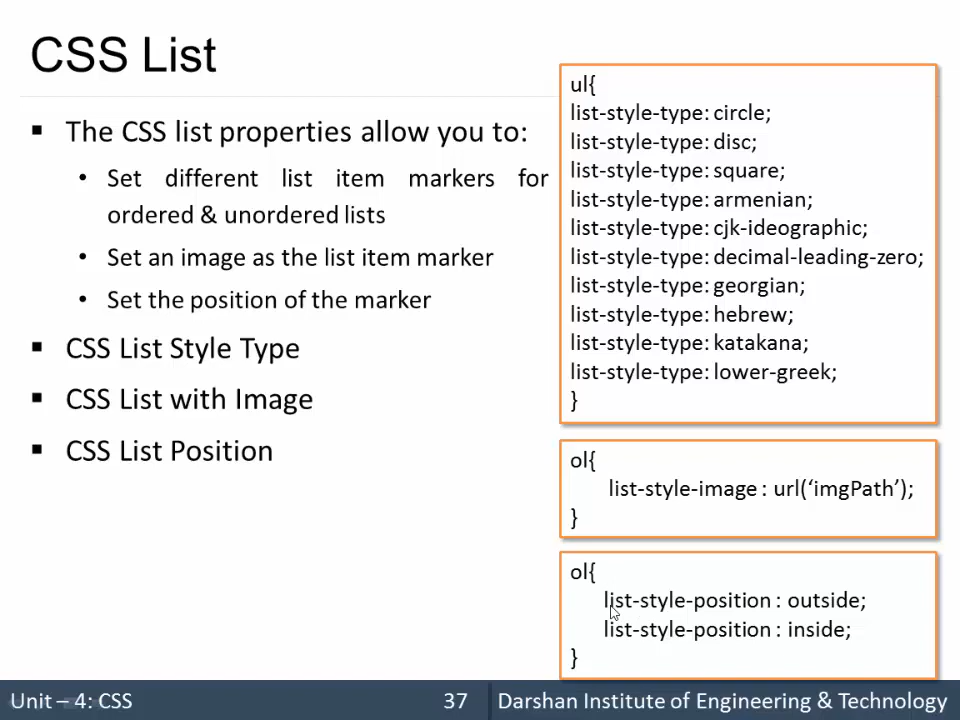 CSS List
▪ The CSS list properties allow you to:
• Set different list item markers for
ordered & unordered lists
• Set an image as the list item marker
• Set the position of the marker
▪ CSS List Style Type
▪ CSS List with Image
▪ CSS List Position
ul{
list-style-type: circle;
list-style-type: disc;
list-style-type: square;
list-style-type: armenian;
list-style-type: cjk-ideographic;
list-style-type: decimal-leading-zero;
list-style-type: georgian;
list-style-type: hebrew;
list-style-type: katakana;
list-style-type: lower-greek;
}
ol{
list-style-image : url(‘imgPath’);
}
ol{
list-style-position : outside;
list-style-position : inside;
}
Unit – 4: CSS
37
Darshan Institute of Engineering & Technology